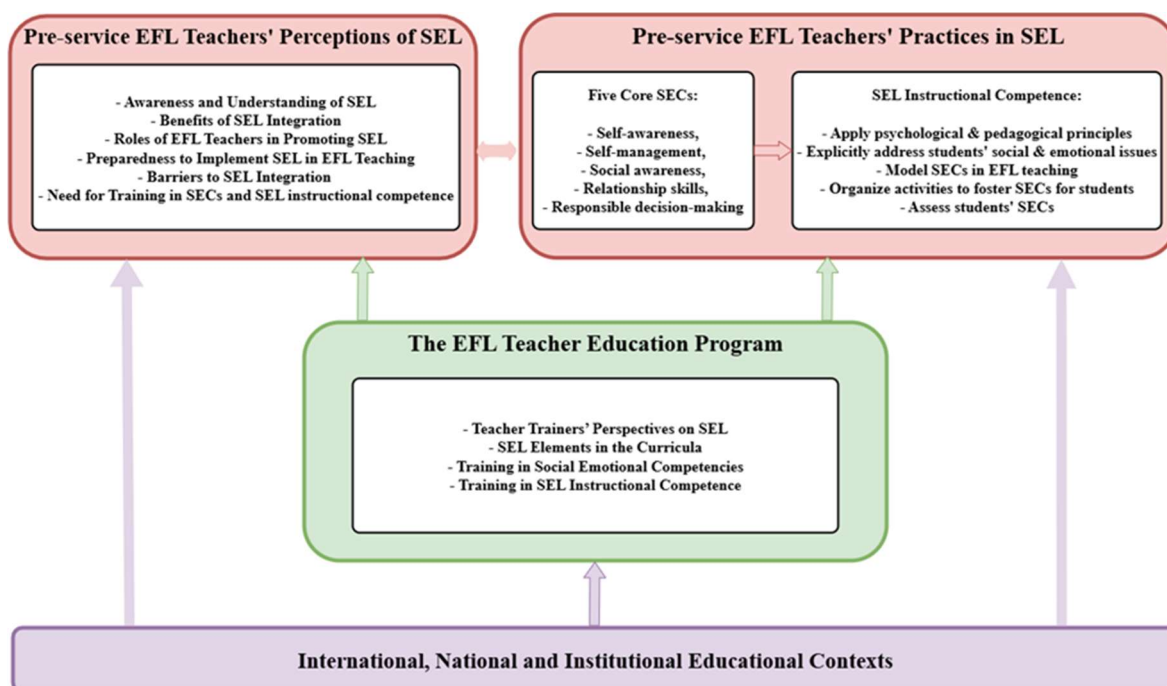 Pre-service EFL Teachers' Perceptions of SEL
- Awareness and Understanding of SEL
- Benefits of SEL Integration
- Roles of EFL Teachers in Promoting SEL
- Preparedness to Implement SEL in EFL Teaching
- Barriers to SEL Integration
- Need for Training in SECs and SEL instructional competence
Pre-service EFL Teachers' Practices in SEL
Five Core SECs:
- Self-awareness,
- Self-management,
- Social awareness,
- Relationship skills,
- Responsible decision-making
SEL Instructional Competence:
- Apply psychological & pedagogical principles
- Explicitly address students' social & emotional issues
- Model SECs in EFL teaching
- Organize activities to foster SECs for students
- Assess students' SECs
The EFL Teacher Education Program
- Teacher Trainers’ Perspectives on SEL
- SEL Elements in the Curricula
- Training in Social Emotional Competencies
- Training in SEL Instructional Competence
International, National and Institutional Educational Contexts